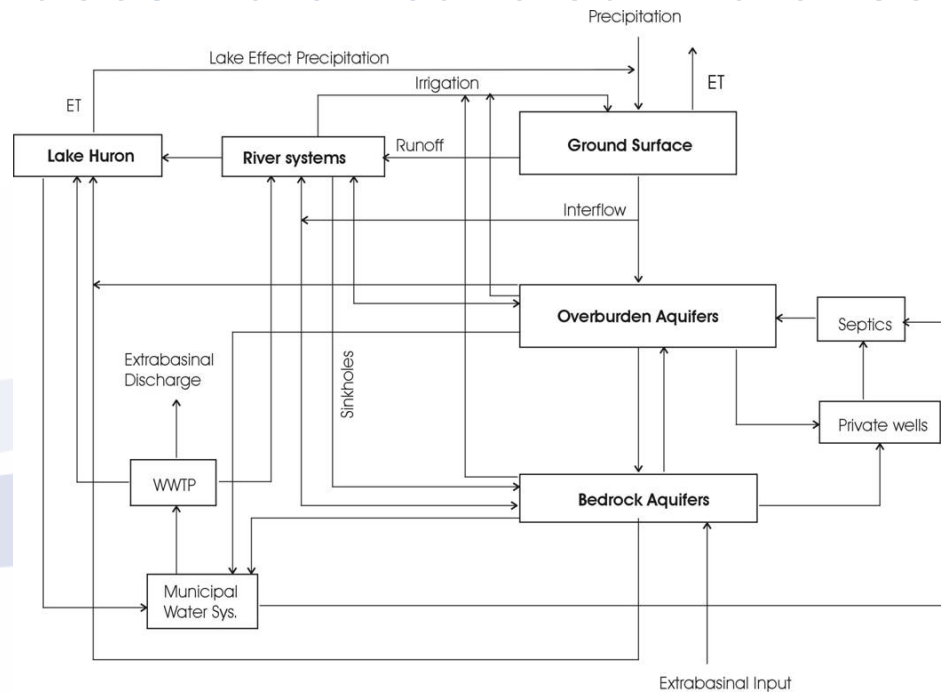 Precipitation
Lake Effect Precipitation
Irrigation
ET
ET
Lake Huron
River systems
Runoff
Ground Surface
Interflow
Overburden Aquifers
Septics
Extrabasinal
Discharge
Sinkholes
Private wells
WWTP
Bedrock Aquifers
Municipal
Water Sys.
Extrabasinal Input